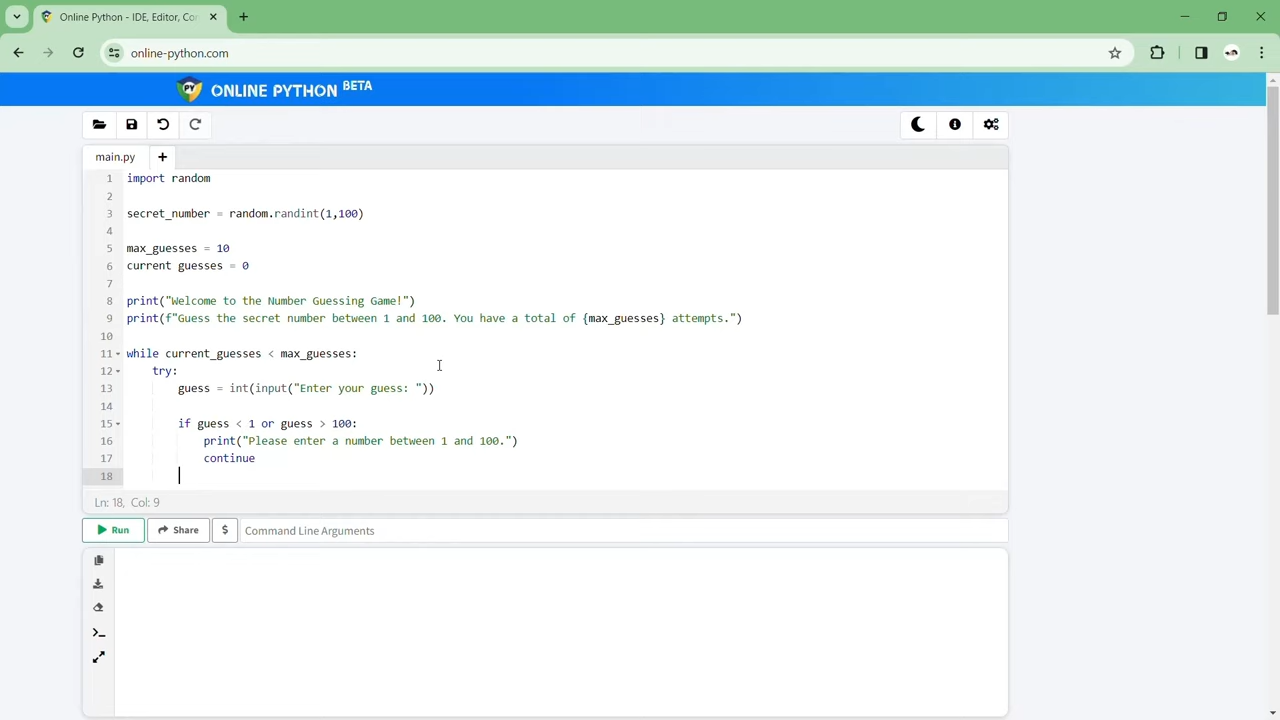 Online Python - IDE, Editor, Cor
online-python.com
PY ONLINE PYTHON BETA
main.py
1 import random
2
3 secret_number = random.randint(1,100)
4
5 max_guesses = 10
6 current guesses = 0
7
8 print("Welcome to the Number Guessing Game!")
9 print(f"Guess the secret number between 1 and 100. You have a total of {max_guesses} attempts.")
10
11 while current_guesses < max_guesses:
12 try:
13 guess = int(input("Enter your guess: "))
14
15 if guess < 1 or guess > 100:
16 print("Please enter a number between 1 and 100.")
17 continue
18
Ln: 18, Col: 9
Run Share $ Command Line Arguments